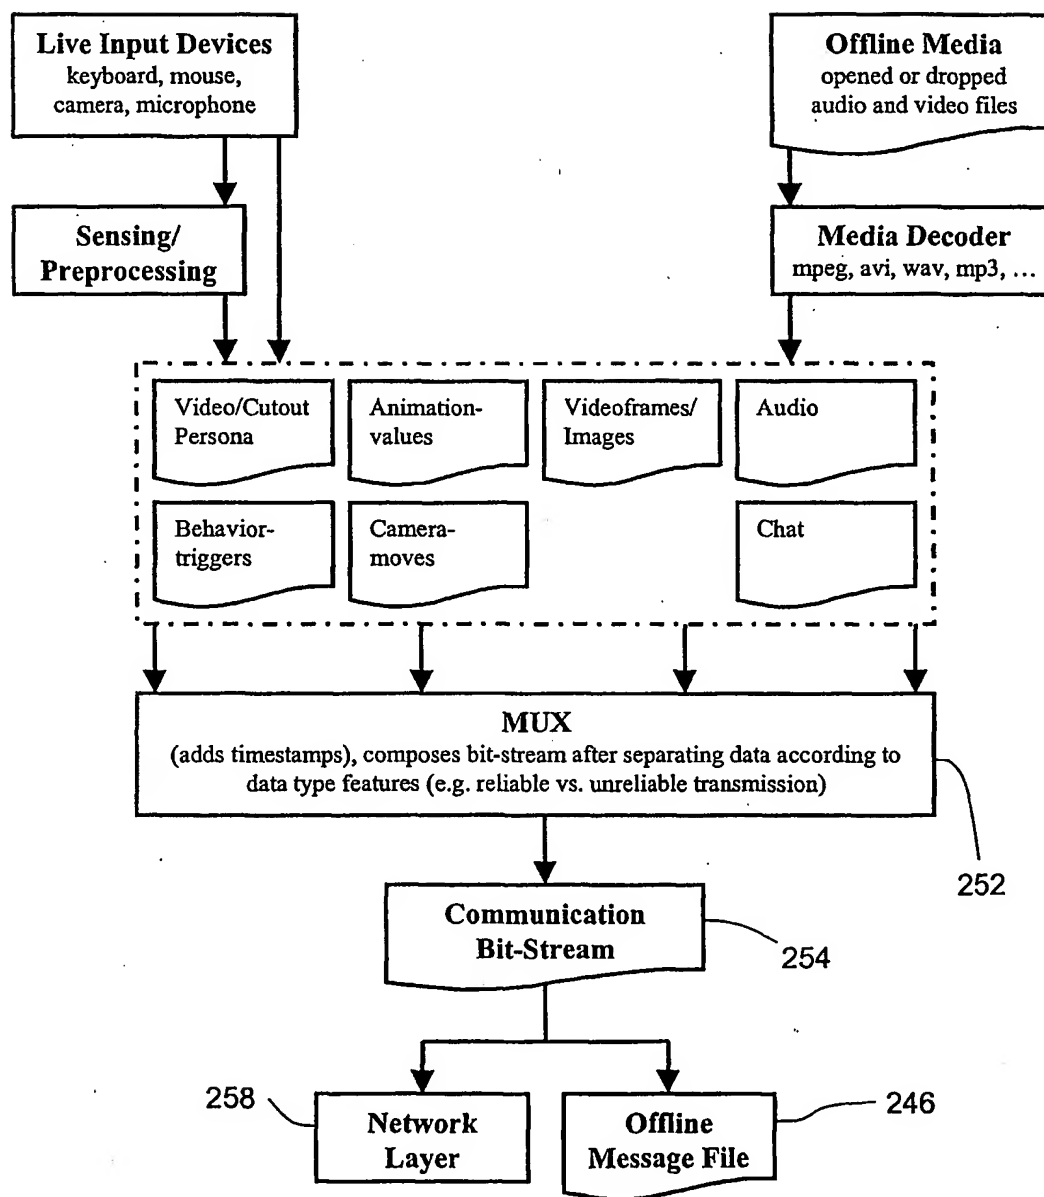 Live Input Devices
keyboard, mouse,
camera, microphone
Offline Media
opened or dropped
audio and video files
Sensing/
Preprocessing
Media Decoder
mpeg, avi, wav, mp3, ...
Video/Cutout
Persona
Animation-
values
Videoframes/
Images
Audio
Behavior-
triggers
Camera-
moves
Chat
MUX
(adds timestamps), composes bit-stream after separating data according to
data type features (e.g. reliable vs. unreliable transmission)
252
Communication
Bit-Stream
254
258
Network
Layer
Offline
Message File
246